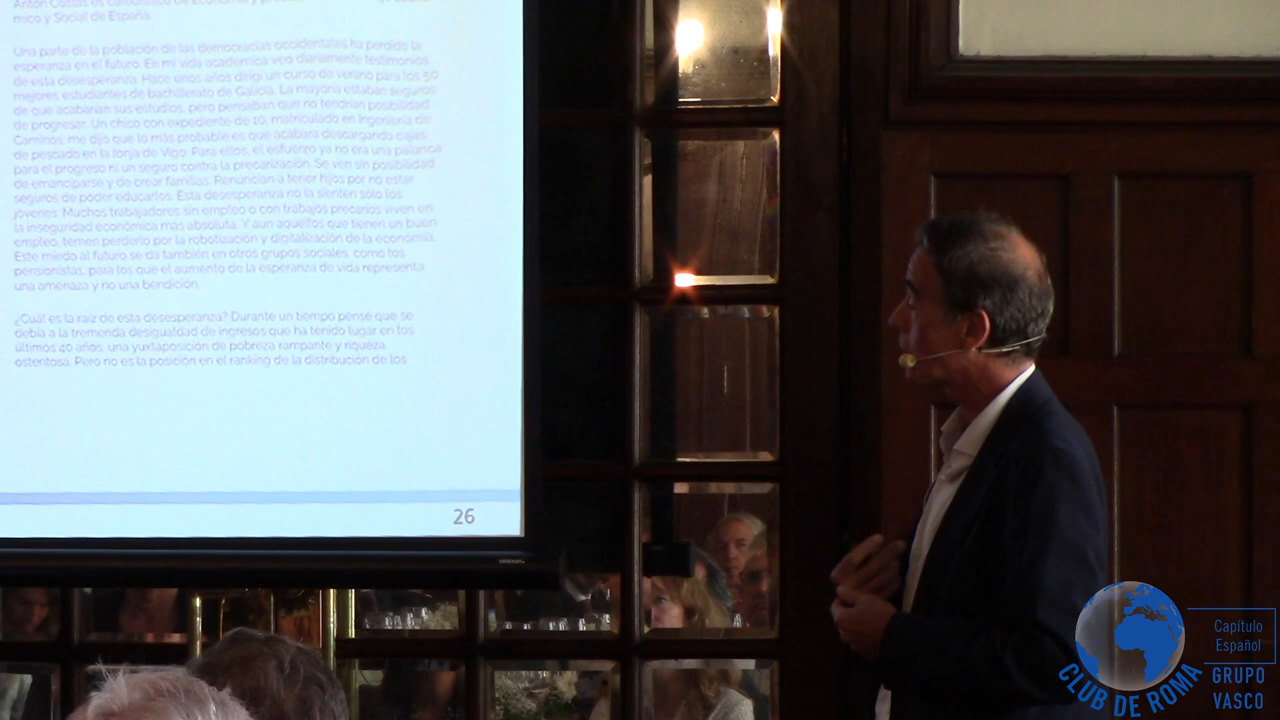 Antón Costas es catedrático de Economía y
mico y Social de España.
Una parte de la población de las democracias occidentales ha perdido la
esperanza en el futuro. En mi vida académica veo diariamente testimonios
de esta desesperanza. Hace unos años dirigí un curso de verano para los 50
mejores estudiantes de bachillerato de Galicia. La mayoría estaban seguros
de que acabarían sus estudios, pero pensaban que no tendrían posibilidad
de progresar. Un chico con expediente de 10, matriculado en Ingeniería de
Caminos, me dijo que lo más probable es que acabara descargando cajas
de pescado en la lonja de Vigo. Para ellos, el esfuerzo ya no era una palanca
para el progreso ni un seguro contra la precarización. Se ven sin posibilidad
de emanciparse y de crear familias. Renuncian a tener hijos por no estar
seguros de poder educarlos. Esta desesperanza no la sienten sólo los
jóvenes. Muchos trabajadores sin empleo o con trabajos precarios viven en
la inseguridad económica más absoluta. Y aun aquellos que tienen un buen
empleo, temen perderlo por la robotización y digitalización de la economía.
Este miedo al futuro se da también en otros grupos sociales, como los
pensionistas, para los que el aumento de la esperanza de vida representa
una amenaza y no una bendición.
¿Cuál es la raíz de esta desesperanza? Durante un tiempo pensé que se
debía a la tremenda desigualdad de ingresos que ha tenido lugar en los
últimos 40 años, una yuxtaposición de pobreza rampante y riqueza
ostentosa. Pero no es la posición en el ranking de la distribución de los
26
Capítulo
Español
GRUPO
VASCO
CLUB DE ROMA